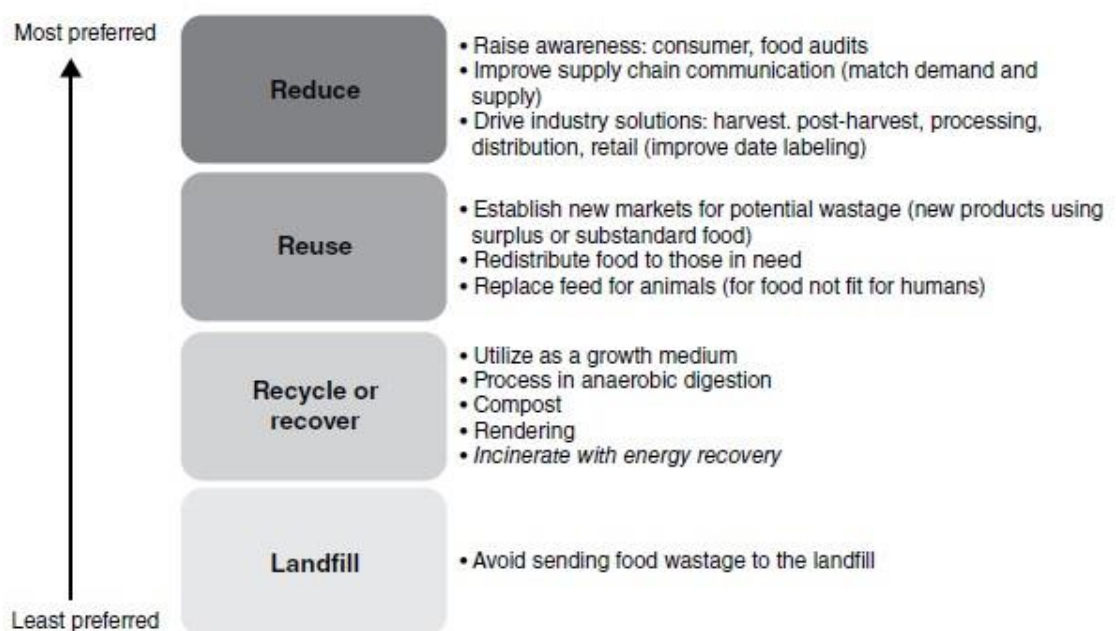 Most preferred
Reduce
• Raise awareness: consumer, food audits
• Improve supply chain communication (match demand and
supply)
• Drive industry solutions: harvest. post-harvest, processing,
distribution, retail (improve date labeling)
Reuse
• Establish new markets for potential wastage (new products using
surplus or substandard food)
• Redistribute food to those in need
• Replace feed for animals (for food not fit for humans)
Recycle or
recover
• Utilize as a growth medium
• Process in anaerobic digestion
• Compost
• Rendering
• Incinerate with energy recovery
Landfill
• Avoid sending food wastage to the landfill
Least preferred